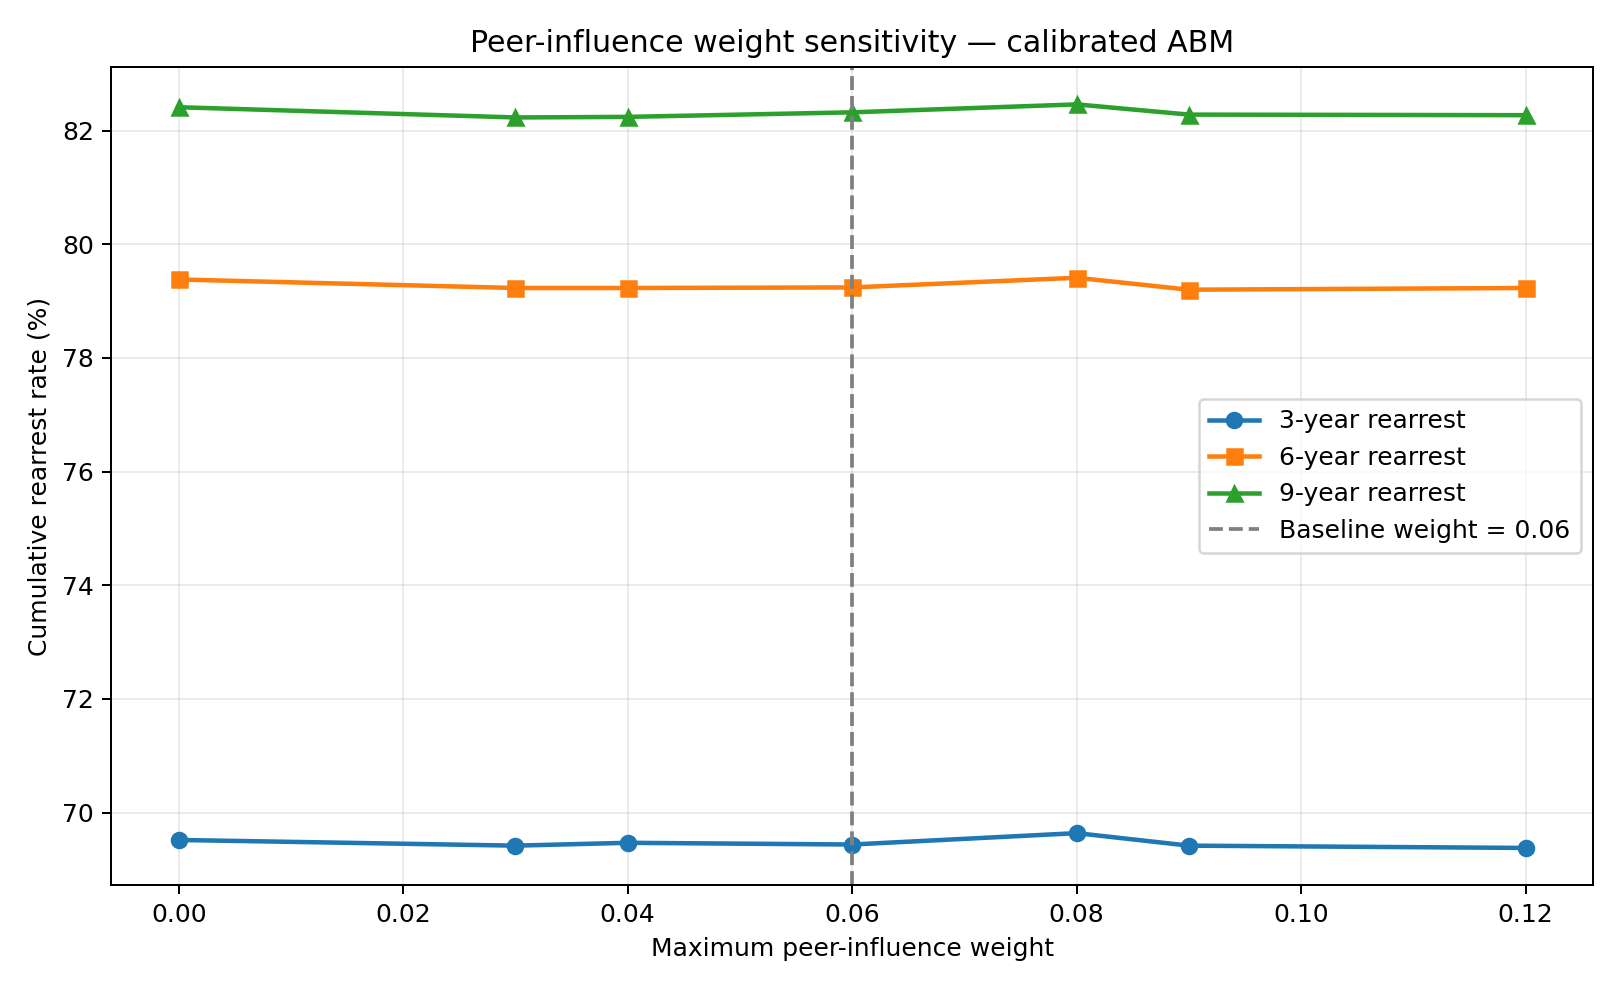 Peer-influence weight sensitivity — calibrated ABM
Cumulative rearrest rate (%)
82
80
78
76
74
72
70
3-year rearrest
6-year rearrest
9-year rearrest
Baseline weight = 0.06
0.00 0.02 0.04 0.06 0.08 0.10 0.12
Maximum peer-influence weight